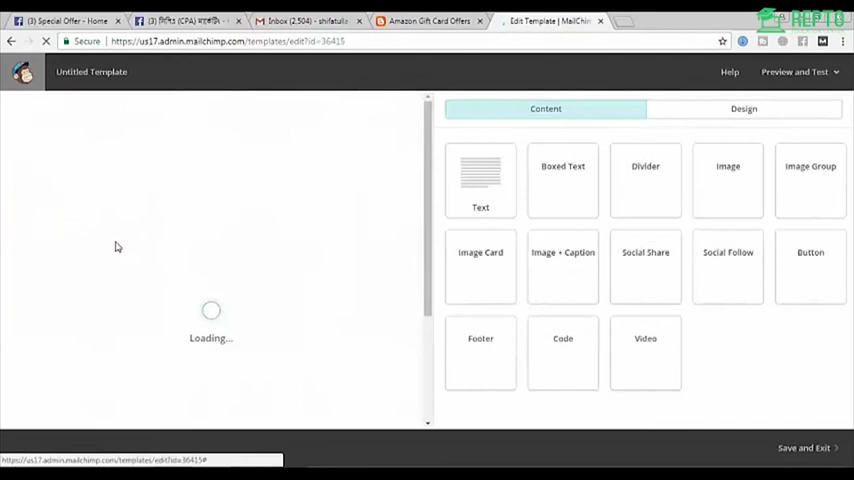 (3) Special Offer - Home
(3) সিপিএ (CPA) মার্কেটিং -
Inbox (2,504) - shifatulla
Amazon Gift Card Offers
Edit Template | MailChim
REPTO
Secure
https://us17.admin.mailchimp.com/templates/edit?id=36415
Untitled Template
Help
Preview and Test
Content
Design
Text
Boxed Text
Divider
Image
Image Group
Image Card
Image + Caption
Social Share
Social Follow
Button
Footer
Code
Video
Loading...
Save and Exit
https://us17.admin.mailchimp.com/templates/edit?id=36415#